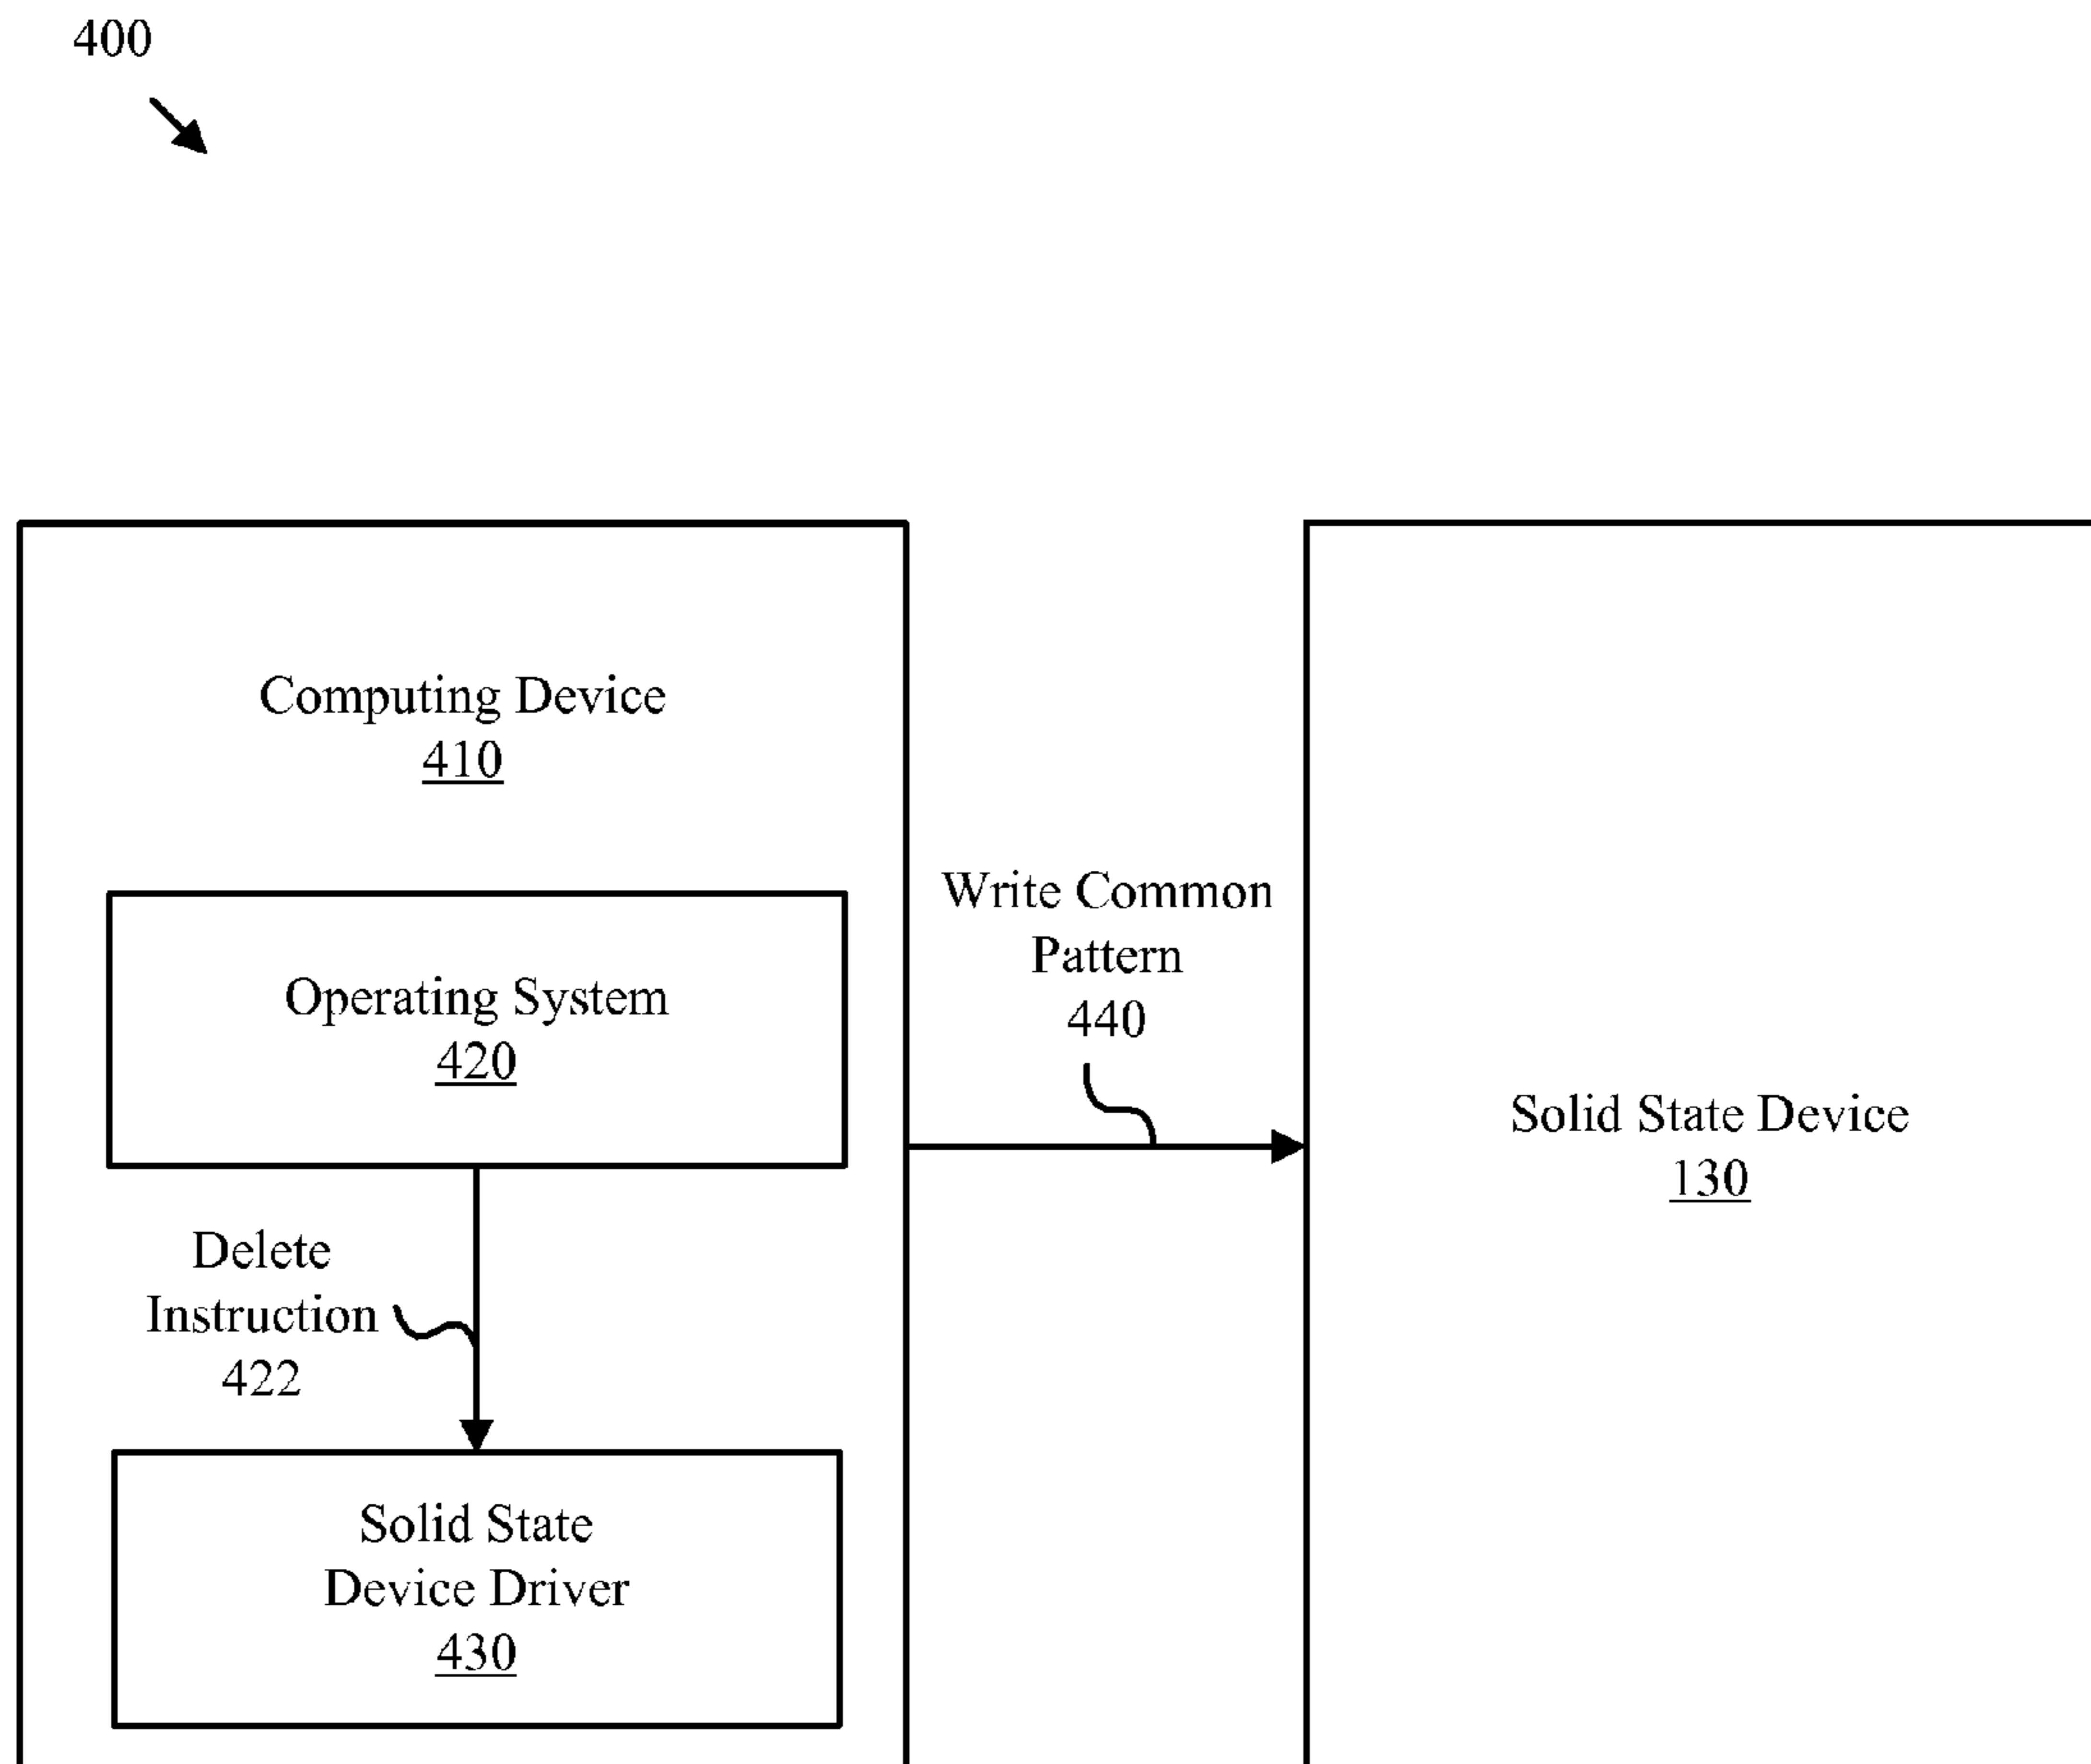 400
Computing Device
410
Operating System
420
Delete
Instruction
422
Solid State
Device Driver
430
Write Common
Pattern
440
Solid State Device
130